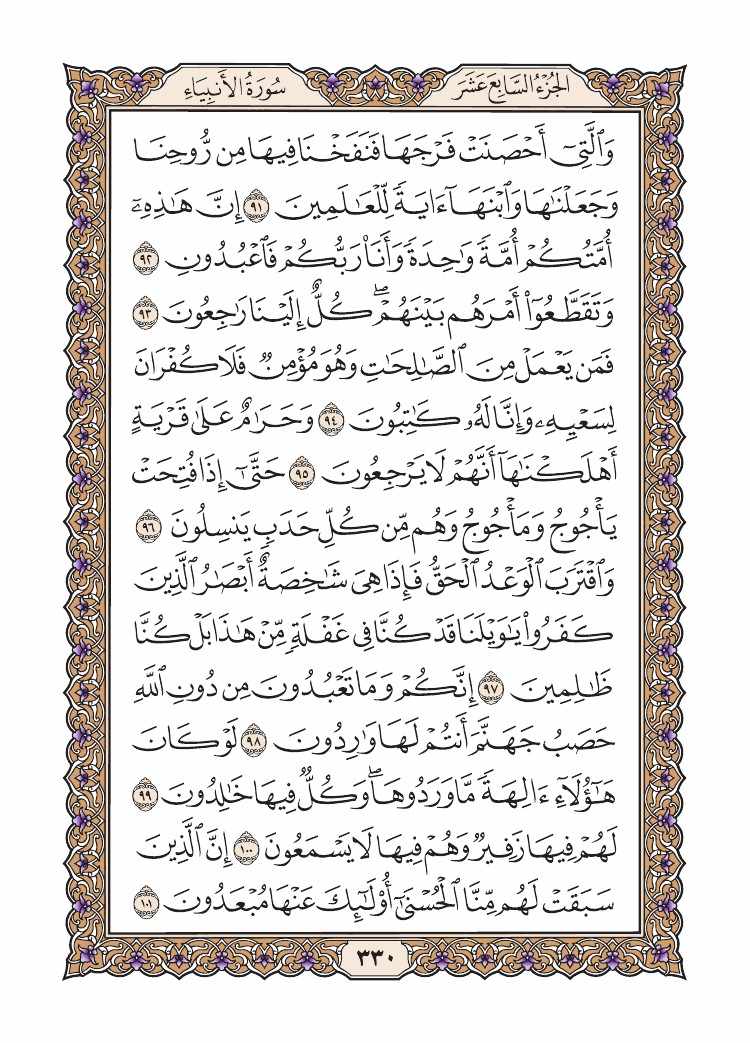 الجُزْءُ السَّابِعَ عَشَرَ
سُورَةُ الأَنبِيَاءِ
وَٱلَّتِىٓ أَحۡصَنَتۡ فَرۡجَهَا فَنَفَخۡنَا فِيهَا مِن رُّوحِنَا
وَجَعَلۡنَٰهَا وَٱبۡنَهَآ ءَايَةٗ لِّلۡعَٰلَمِينَ ٩١ إِنَّ هَٰذِهِۦٓ
أُمَّتُكُمۡ أُمَّةٗ وَٰحِدَةٗ وَأَنَا۠ رَبُّكُمۡ فَٱعۡبُدُونِ ٩٢
وَتَقَطَّعُوٓاْ أَمۡرَهُم بَيۡنَهُمۡۖ كُلٌّ إِلَيۡنَا رَٰجِعُونَ ٩٣
فَمَن يَعۡمَلۡ مِنَ ٱلصَّٰلِحَٰتِ وَهُوَ مُؤۡمِنٞ فَلَا كُفۡرَانَ
لِسَعۡيِهِۦ وَإِنَّا لَهُۥ كَٰتِبُونَ ٩٤ وَحَرَٰمٌ عَلَىٰ قَرۡيَةٍ
أَهۡلَكۡنَٰهَآ أَنَّهُمۡ لَا يَرۡجِعُونَ ٩٥ حَتَّىٰٓ إِذَا فُتِحَتۡ
يَأۡجُوجُ وَمَأۡجُوجُ وَهُم مِّن كُلِّ حَدَبٖ يَنسِلُونَ ٩٦
وَٱقۡتَرَبَ ٱلۡوَعۡدُ ٱلۡحَقُّ فَإِذَا هِىَ شَٰخِصَةٌ أَبۡصَٰرُ ٱلَّذِينَ
كَفَرُواْ يَٰوَيۡلَنَا قَدۡ كُنَّا فِى غَفۡلَةٖ مِّنۡ هَٰذَا بَلۡ كُنَّا
ظَٰلِمِينَ ٩٧ إِنَّكُمۡ وَمَا تَعۡبُدُونَ مِن دُونِ ٱللَّهِ
حَصَبُ جَهَنَّمَ أَنتُمۡ لَهَا وَٰرِدُونَ ٩٨ لَوۡ كَانَ
هَٰٓؤُلَآءِ ءَالِهَةٗ مَّا وَرَدُوهَاۖ وَكُلّٞ فِيهَا خَٰلِدُونَ ٩٩
لَهُمۡ فِيهَا زَفِيرٞ وَهُمۡ فِيهَا لَا يَسۡمَعُونَ ١٠٠ إِنَّ ٱلَّذِينَ
سَبَقَتۡ لَهُم مِّنَّا ٱلۡحُسۡنَىٰٓ أُوْلَٰٓئِكَ عَنۡهَا مُبۡعَدُونَ ١٠١
٣٣٠